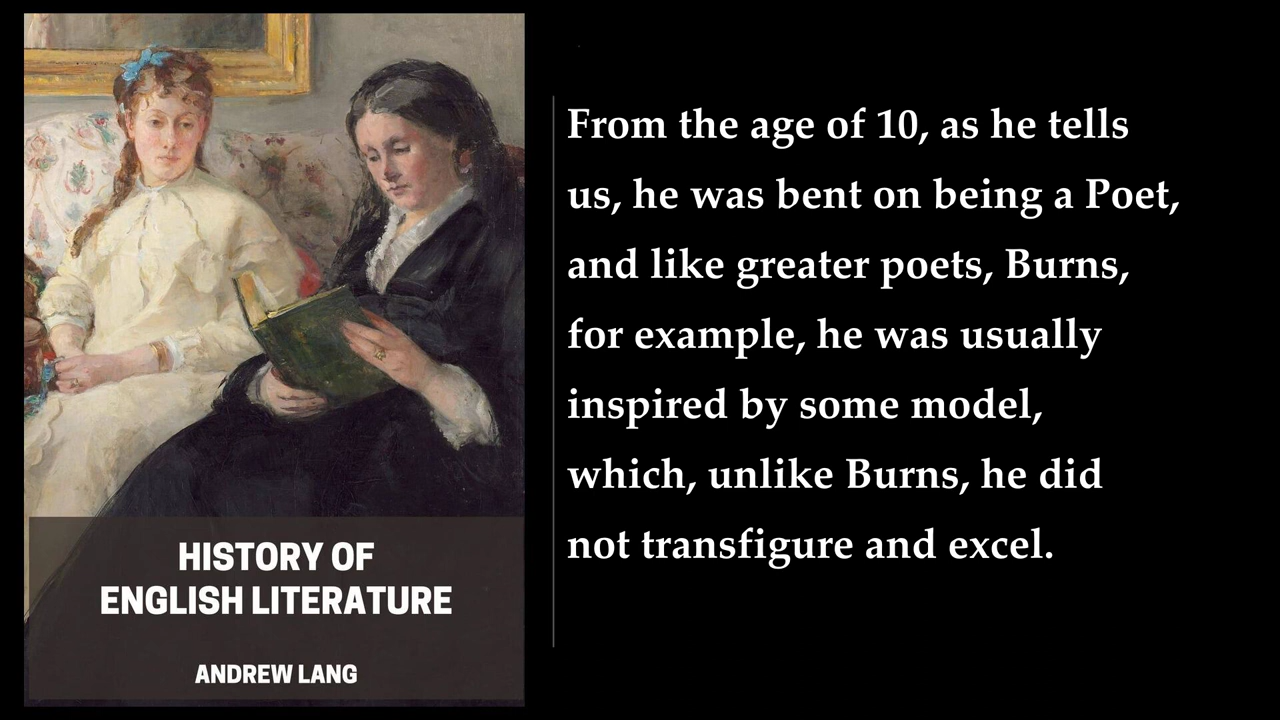 HISTORY OF
ENGLISH LITERATURE
ANDREW LANG
From the age of 10, as he tells
us, he was bent on being a Poet,
and like greater poets, Burns,
for example, he was usually
inspired by some model,
which, unlike Burns, he did
not transfigure and excel.